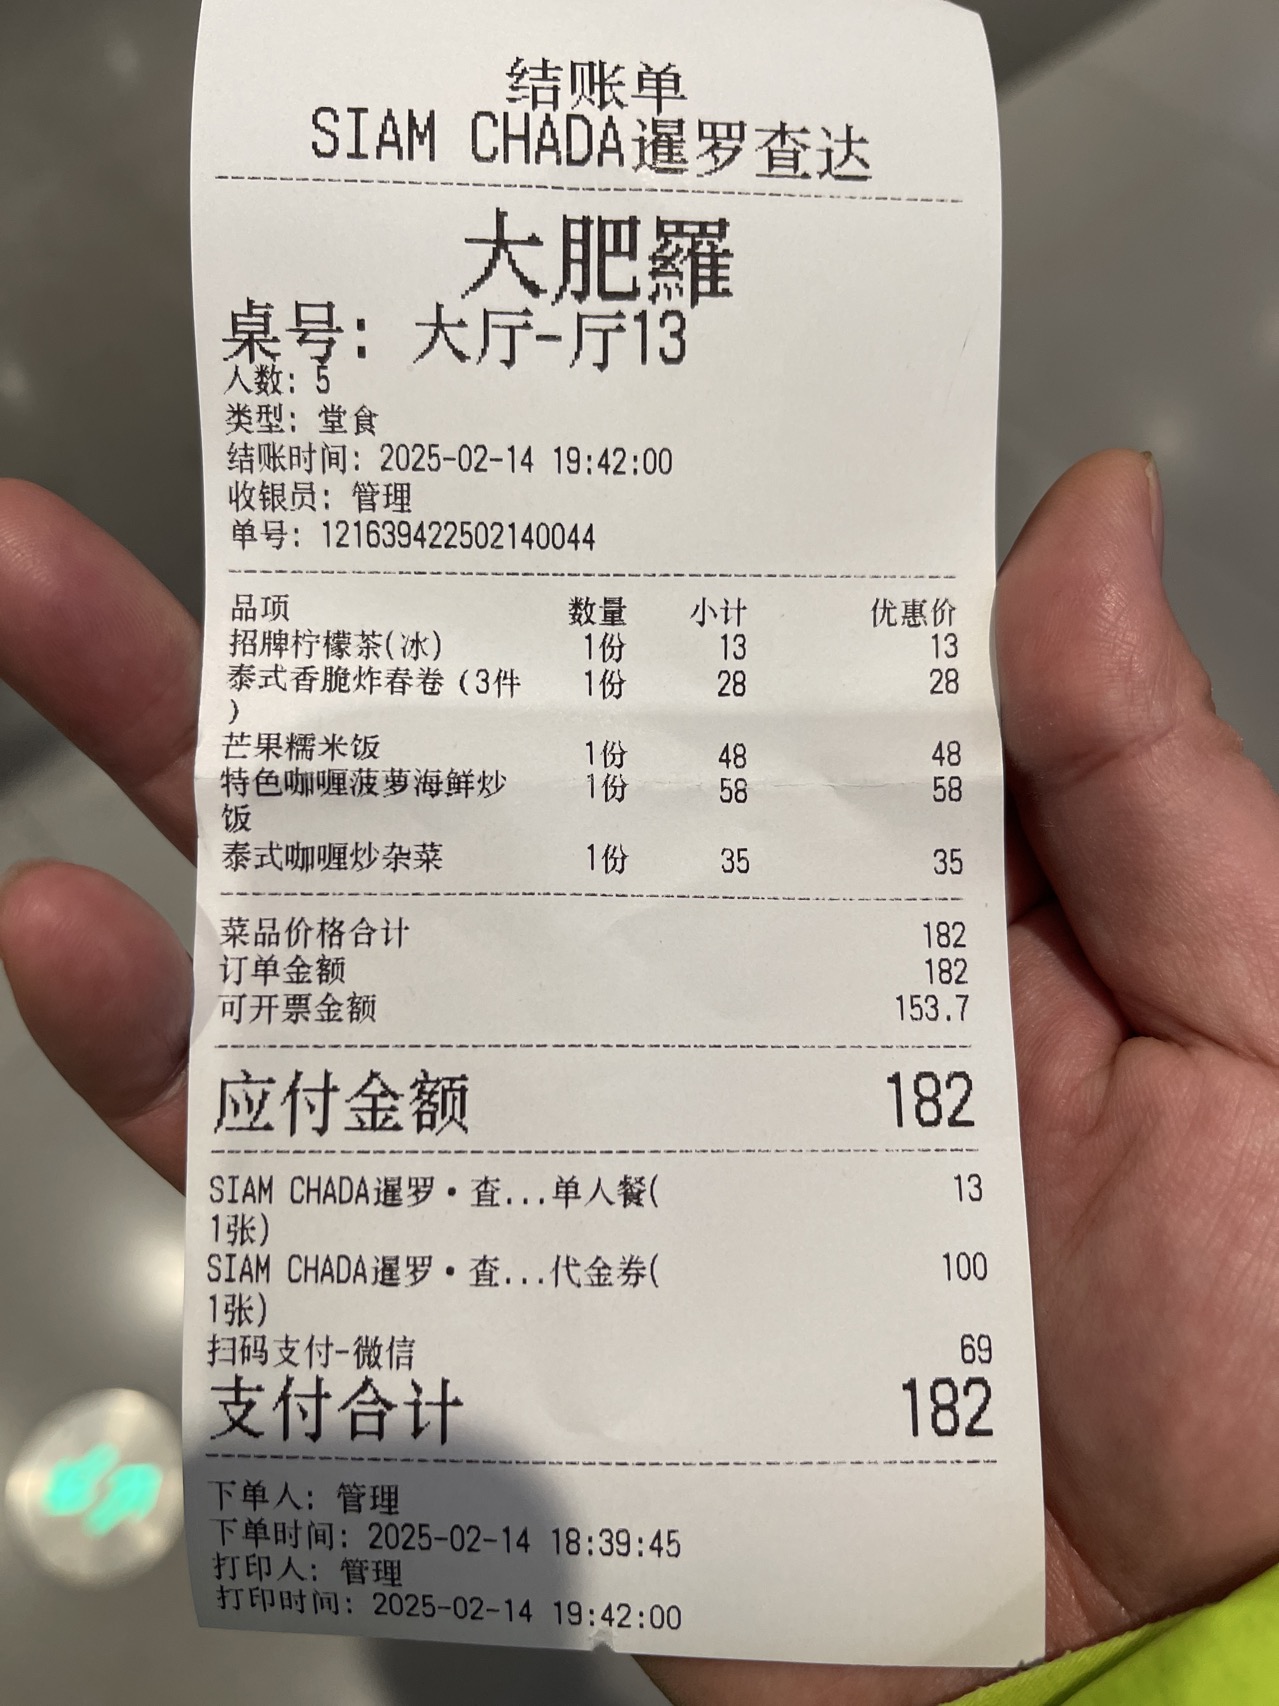 结账单
SIAM CHADA暹罗查达
大肥羅
桌号: 大厅-厅13
人数: 5
类型: 堂食
结账时间: 2025-02-14 19:42:00
收银员: 管理
单号: 121639422502140044
品项 数量 小计 优惠价
招牌柠檬茶(冰) 1份 13 13
泰式香脆炸春卷（3件 1份 28 28
）
芒果糯米饭 1份 48 48
特色咖喱菠萝海鲜炒 1份 58 58
饭
泰式咖喱炒杂菜 1份 35 35
菜品价格合计 182
订单金额 182
可开票金额 153.7
应付金额 182
SIAM CHADA暹罗·查...单人餐( 13
1张)
SIAM CHADA暹罗·查...代金券( 100
1张)
扫码支付-微信 69
支付合计 182
下单人: 管理
下单时间: 2025-02-14 18:39:45
打印人: 管理
打印时间: 2025-02-14 19:42:00